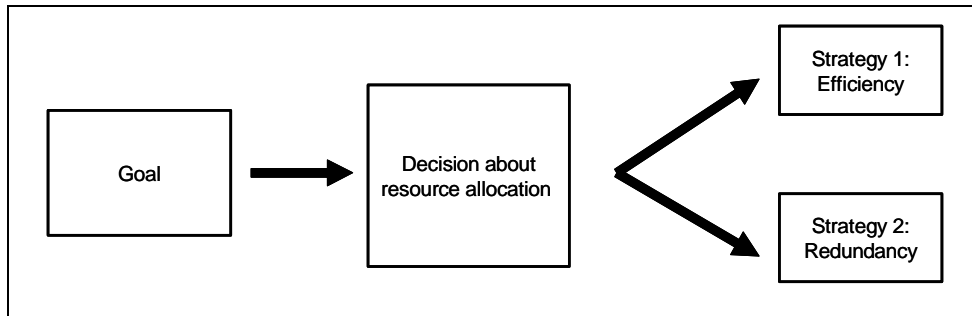 Goal
Decision about
resource allocation
Strategy 1:
Efficiency
Strategy 2:
Redundancy